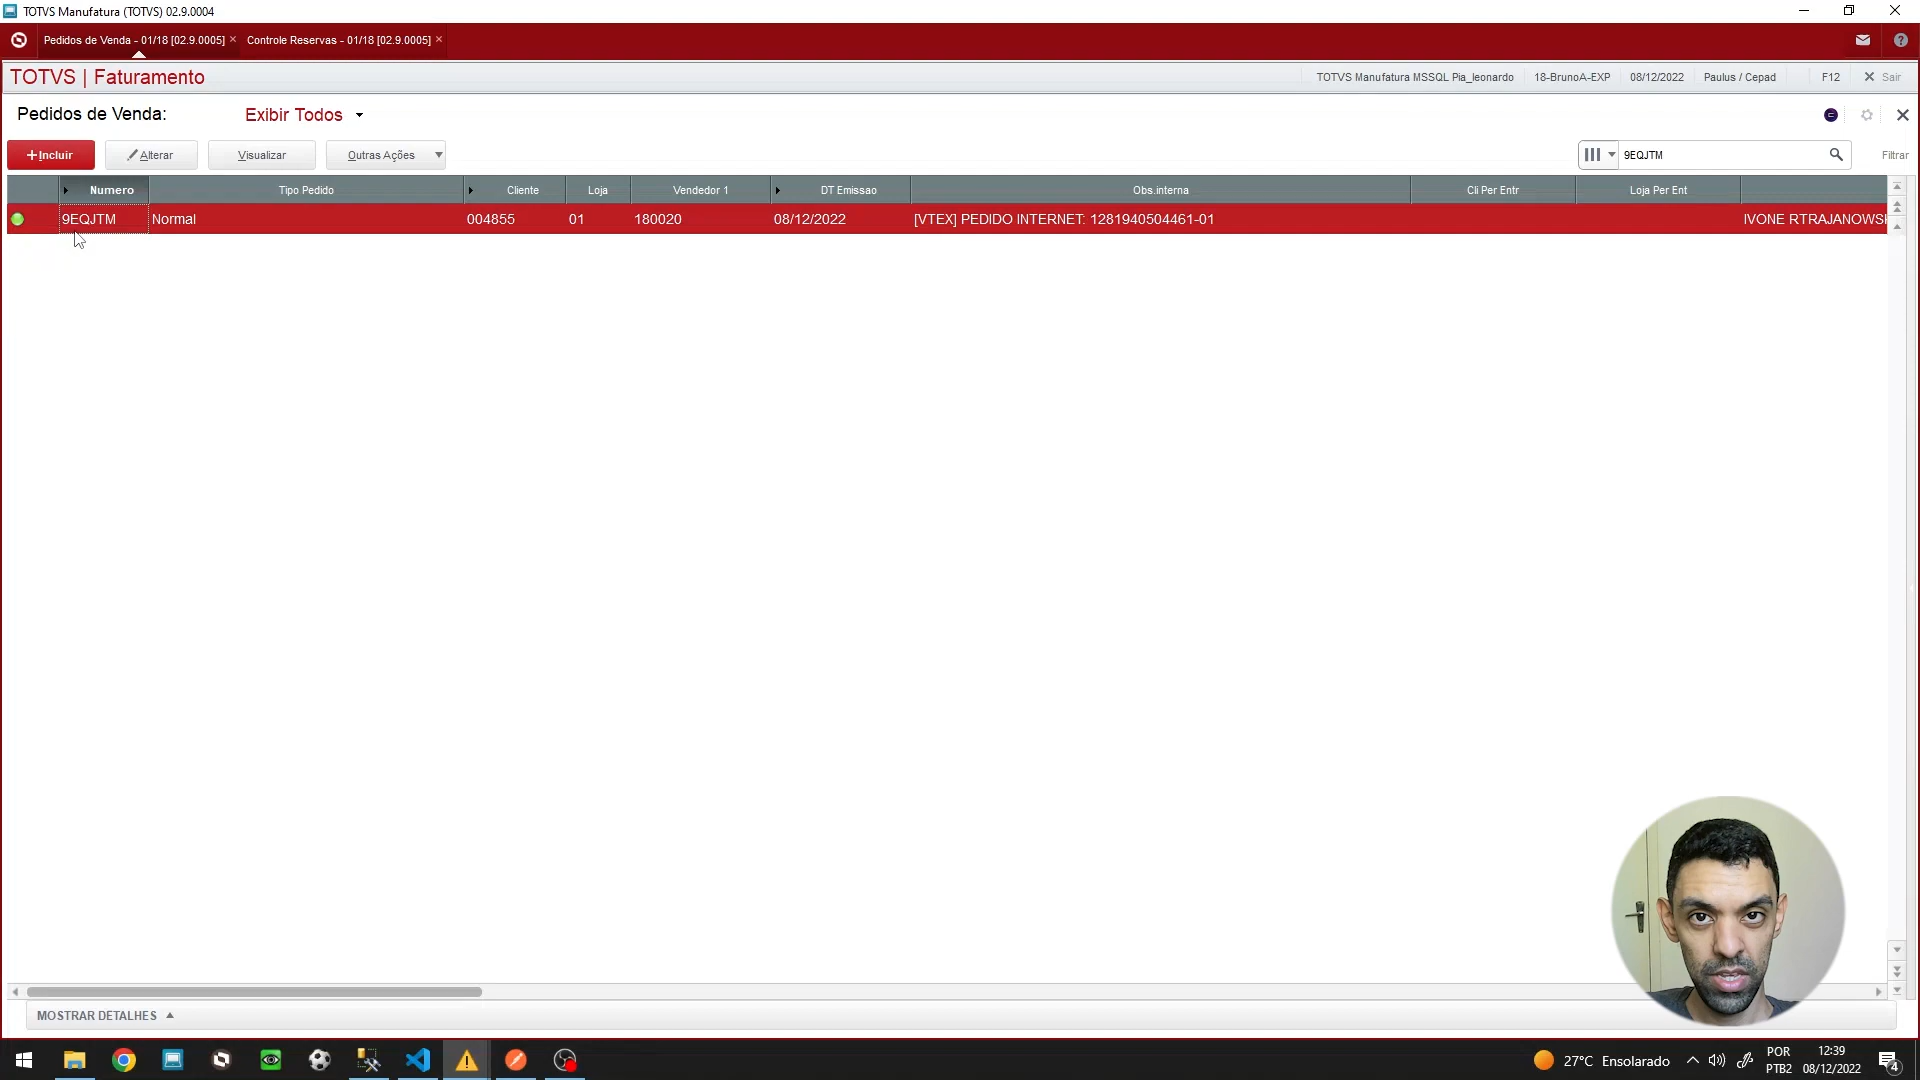 TOTVS Manufatura (TOTVS) 02.9.0004
Pedidos de Venda - 01/18 [02.9.0005] Controle Reservas - 01/18 [02.9.0005]
TOTVS | Faturamento TOTVS Manufatura MSSQL Pia_leonardo 18-BrunoA-EXP 08/12/2022 Paulus / Cepad F12 Sair
Pedidos de Venda: Exibir Todos
+Incluir Alterar Visualizar Outras Ações 9EQJTM Filtrar
Numero Tipo Pedido Cliente Loja Vendedor 1 DT Emissao Obs.interna Cli Per Entr Loja Per Ent
9EQJTM Normal 004855 01 180020 08/12/2022 [VTEX] PEDIDO INTERNET: 1281940504461-01 IVONE
MOSTRAR DETALHES
27°C Ensolarado POR 12:39
PTB2 08/12/2022 4